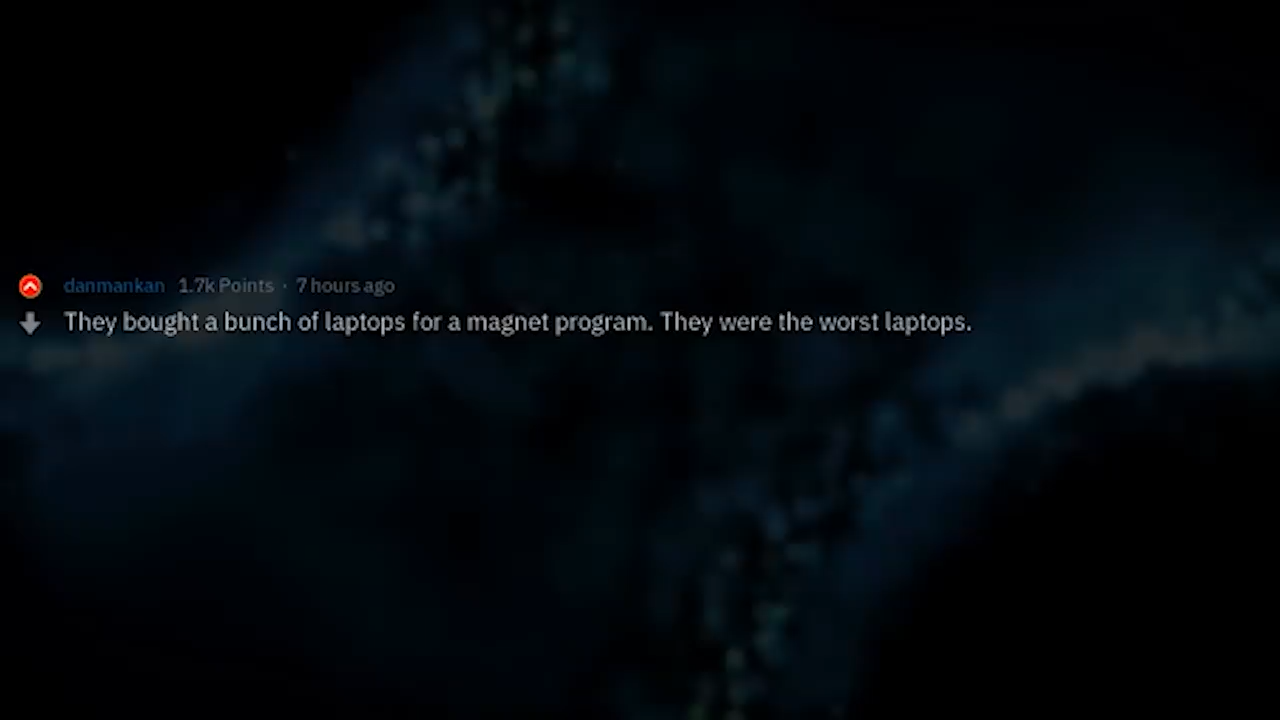 danmankan 1.7k Points · 7 hours ago
They bought a bunch of laptops for a magnet program. They were the worst laptops.